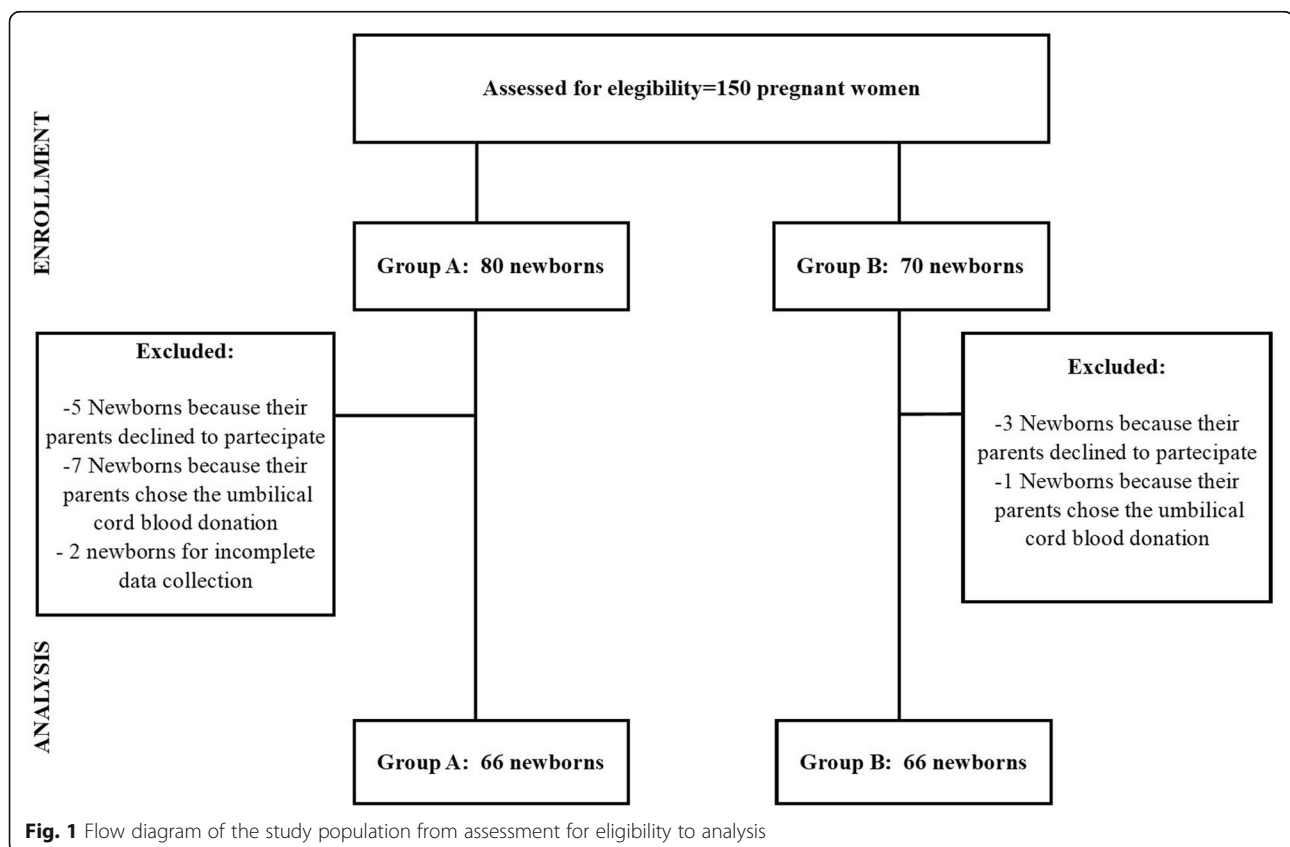 Assessed for elegibility=150 pregnant women
ENROLLMENT
Group A: 80 newborns
Group B: 70 newborns
Excluded:
-5 Newborns because their
parents declined to partecipate
-7 Newborns because their
parents chose the umbilical
cord blood donation
- 2 newborns for incomplete
data collection
Excluded:
-3 Newborns because their
parents declined to partecipate
-1 Newborns because their
parents chose the umbilical
cord blood donation
ANALYSIS
Group A: 66 newborns
Group B: 66 newborns
Fig. 1 Flow diagram of the study population from assessment for eligibility to analysis